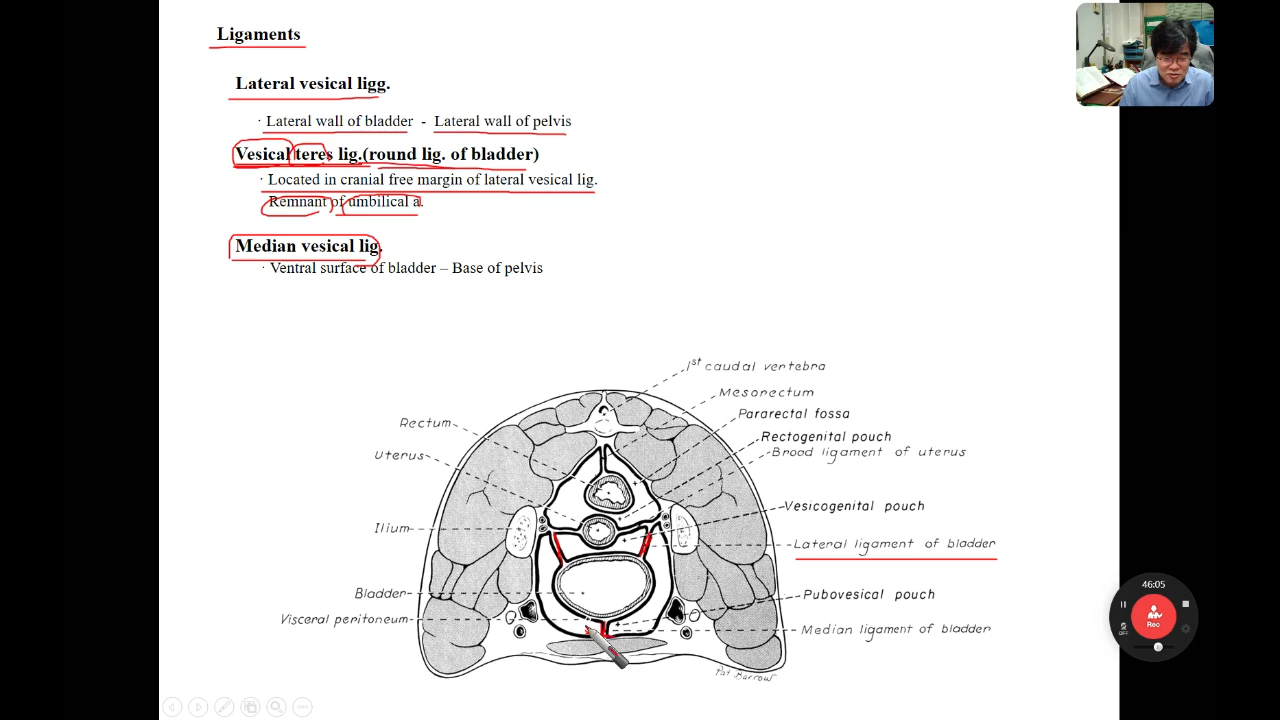 Ligaments
Lateral vesical ligg.
· Lateral wall of bladder - Lateral wall of pelvis
Vesical teres lig.(round lig. of bladder)
· Located in cranial free margin of lateral vesical lig.
Remnant of umbilical a.
Median vesical lig.
· Ventral surface of bladder – Base of pelvis
1st caudal vertebra
Mesorectum
Pararectal fossa
Rectum
Rectogenital pouch
Uterus
Broad ligament of uterus
Vesicogenital pouch
Ilium
Lateral ligament of bladder
Bladder
Pubovesical pouch
Visceral peritoneum
Median ligament of bladder
Pat Barrow
46:05
Rec
OFF